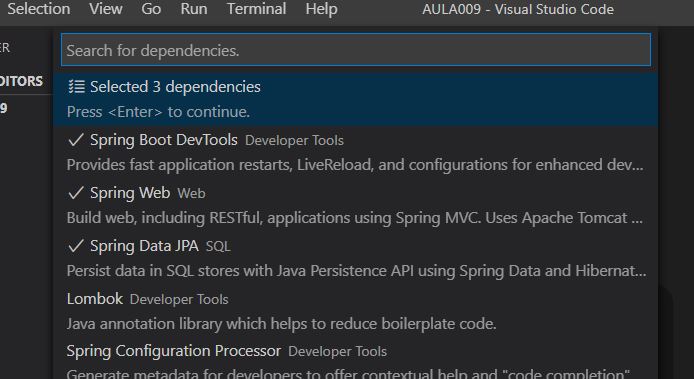 Selection View Go Run Terminal Help AULA009 - Visual Studio Code
ER
Search for dependencies.
DITORS
Selected 3 dependencies
9
Press <Enter> to continue.
Spring Boot DevTools Developer Tools
Provides fast application restarts, LiveReload, and configurations for enhanced dev...
Spring Web Web
Build web, including RESTful, applications using Spring MVC. Uses Apache Tomcat ...
Spring Data JPA SQL
Persist data in SQL stores with Java Persistence API using Spring Data and Hibernat...
Lombok Developer Tools
Java annotation library which helps to reduce boilerplate code.
Spring Configuration Processor Developer Tools
Generate metadata for developers to offer contextual help and "code completion"